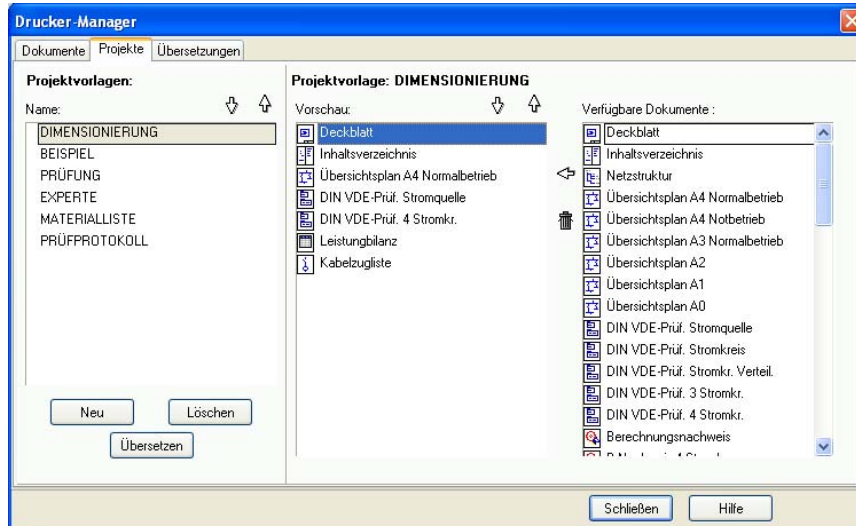 Drucker-Manager
Dokumente Projekte Übersetzungen
Projektvorlagen:
Name:
DIMENSIONIERUNG
BEISPIEL
PRÜFUNG
EXPERTE
MATERIALLISTE
PRÜFPROTOKOLL
Neu
Löschen
Übersetzen
Projektvorlage: DIMENSIONIERUNG
Vorschau:
Deckblatt
Inhaltsverzeichnis
Übersichtsplan A4 Normalbetrieb
DIN VDE-Prüf. Stromquelle
DIN VDE-Prüf. 4 Stromkr.
Leistungbilanz
Kabelzugliste
Verfügbare Dokumente :
Deckblatt
Inhaltsverzeichnis
Netzstruktur
Übersichtsplan A4 Normalbetrieb
Übersichtsplan A4 Notbetrieb
Übersichtsplan A3 Normalbetrieb
Übersichtsplan A2
Übersichtsplan A1
Übersichtsplan A0
DIN VDE-Prüf. Stromquelle
DIN VDE-Prüf. Stromkreis
DIN VDE-Prüf. Stromkr. Verteil.
DIN VDE-Prüf. 3 Stromkr.
DIN VDE-Prüf. 4 Stromkr.
Berechnungsnachweis
Schließen
Hilfe